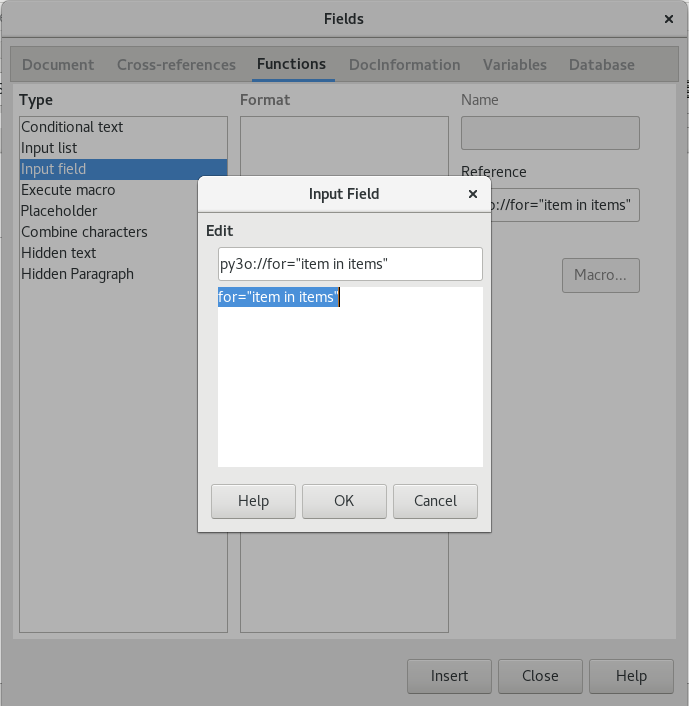 Fields
Document Cross-references Functions DocInformation Variables Database
Type Format Name
Conditional text
Input list
Input field
Reference
Execute macro
Placeholder
Combine characters
Hidden text
Hidden Paragraph
://for="item in items"
Macro...
Input Field
Edit
py3o://for="item in items"
for="item in items"
Help OK Cancel
Insert Close Help